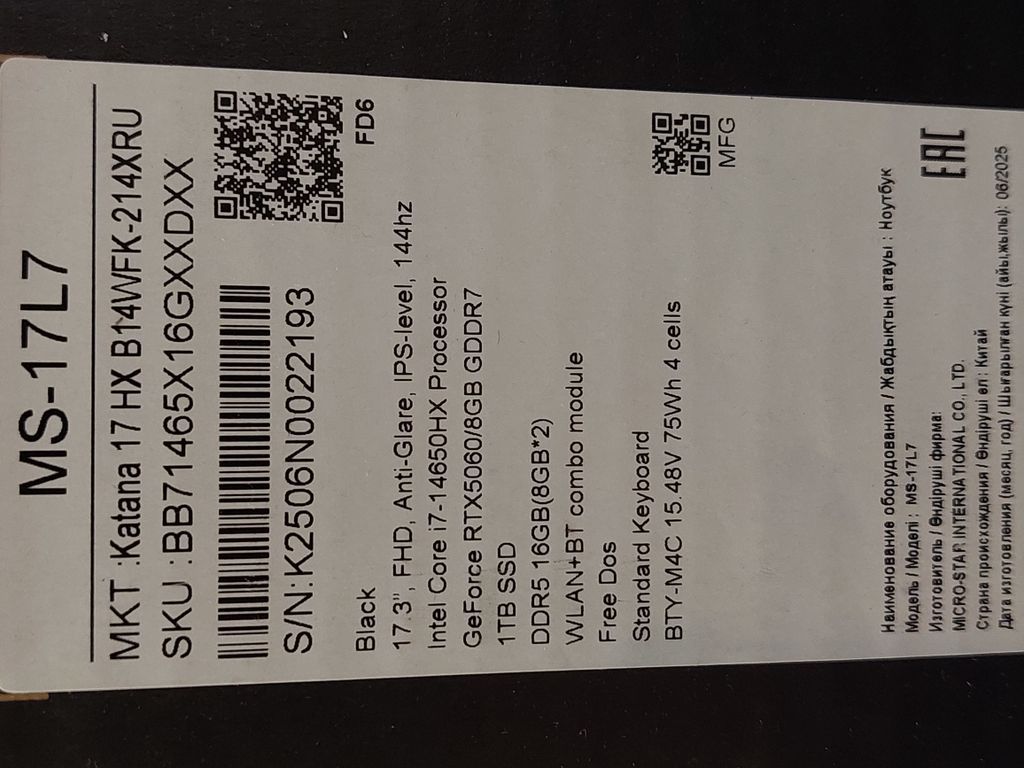 MS-17L7
MKT :Katana 17 HX B14WFK-214XRU
SKU :BB71465X16GXXDXX
S/N:K2506N0022193
FD6
Black
17.3", FHD, Anti-Glare, IPS-level, 144hz
Intel Core i7-14650HX Processor
GeForce RTX5060/8GB GDDR7
1TB SSD
DDR5 16GB(8GB*2)
WLAN+BT combo module
Free Dos
Standard Keyboard
BTY-M4C 15.48V 75Wh 4 cells
MFG
Наименование оборудования / Жабдықтың атауы : Ноутбук
Модель / Моделі : MS-17L7
Изготовитель / Өндіруші фирма:
MICRO-STAR INTERNATIONAL CO., LTD.
Страна происхождения / Өндіруші ел : Китай
Дата изготовления (месяц, год) / Шығарылған күні (айы,жылы): 06/2025
EAC